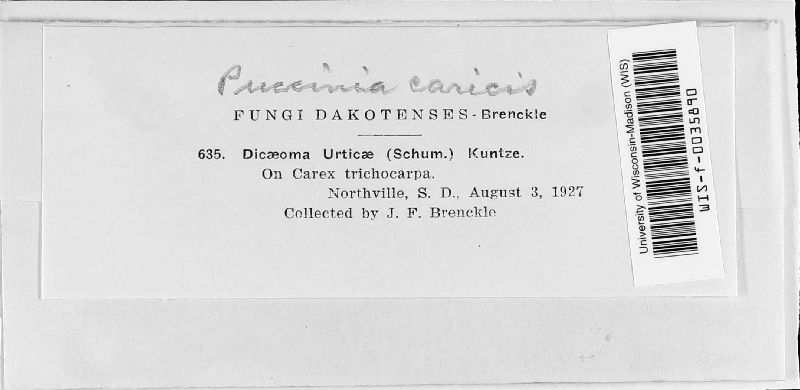 Puccinia caricis
FUNGI DAKOTENSES - Brenckle
635. Dicæoma Urticæ (Schum.) Kuntze.
On Carex trichocarpa.
Northville, S. D., August 3, 1927
Collected by J. F. Brenckle
University of Wisconsin-Madison (WIS)
WIS-f-0035890